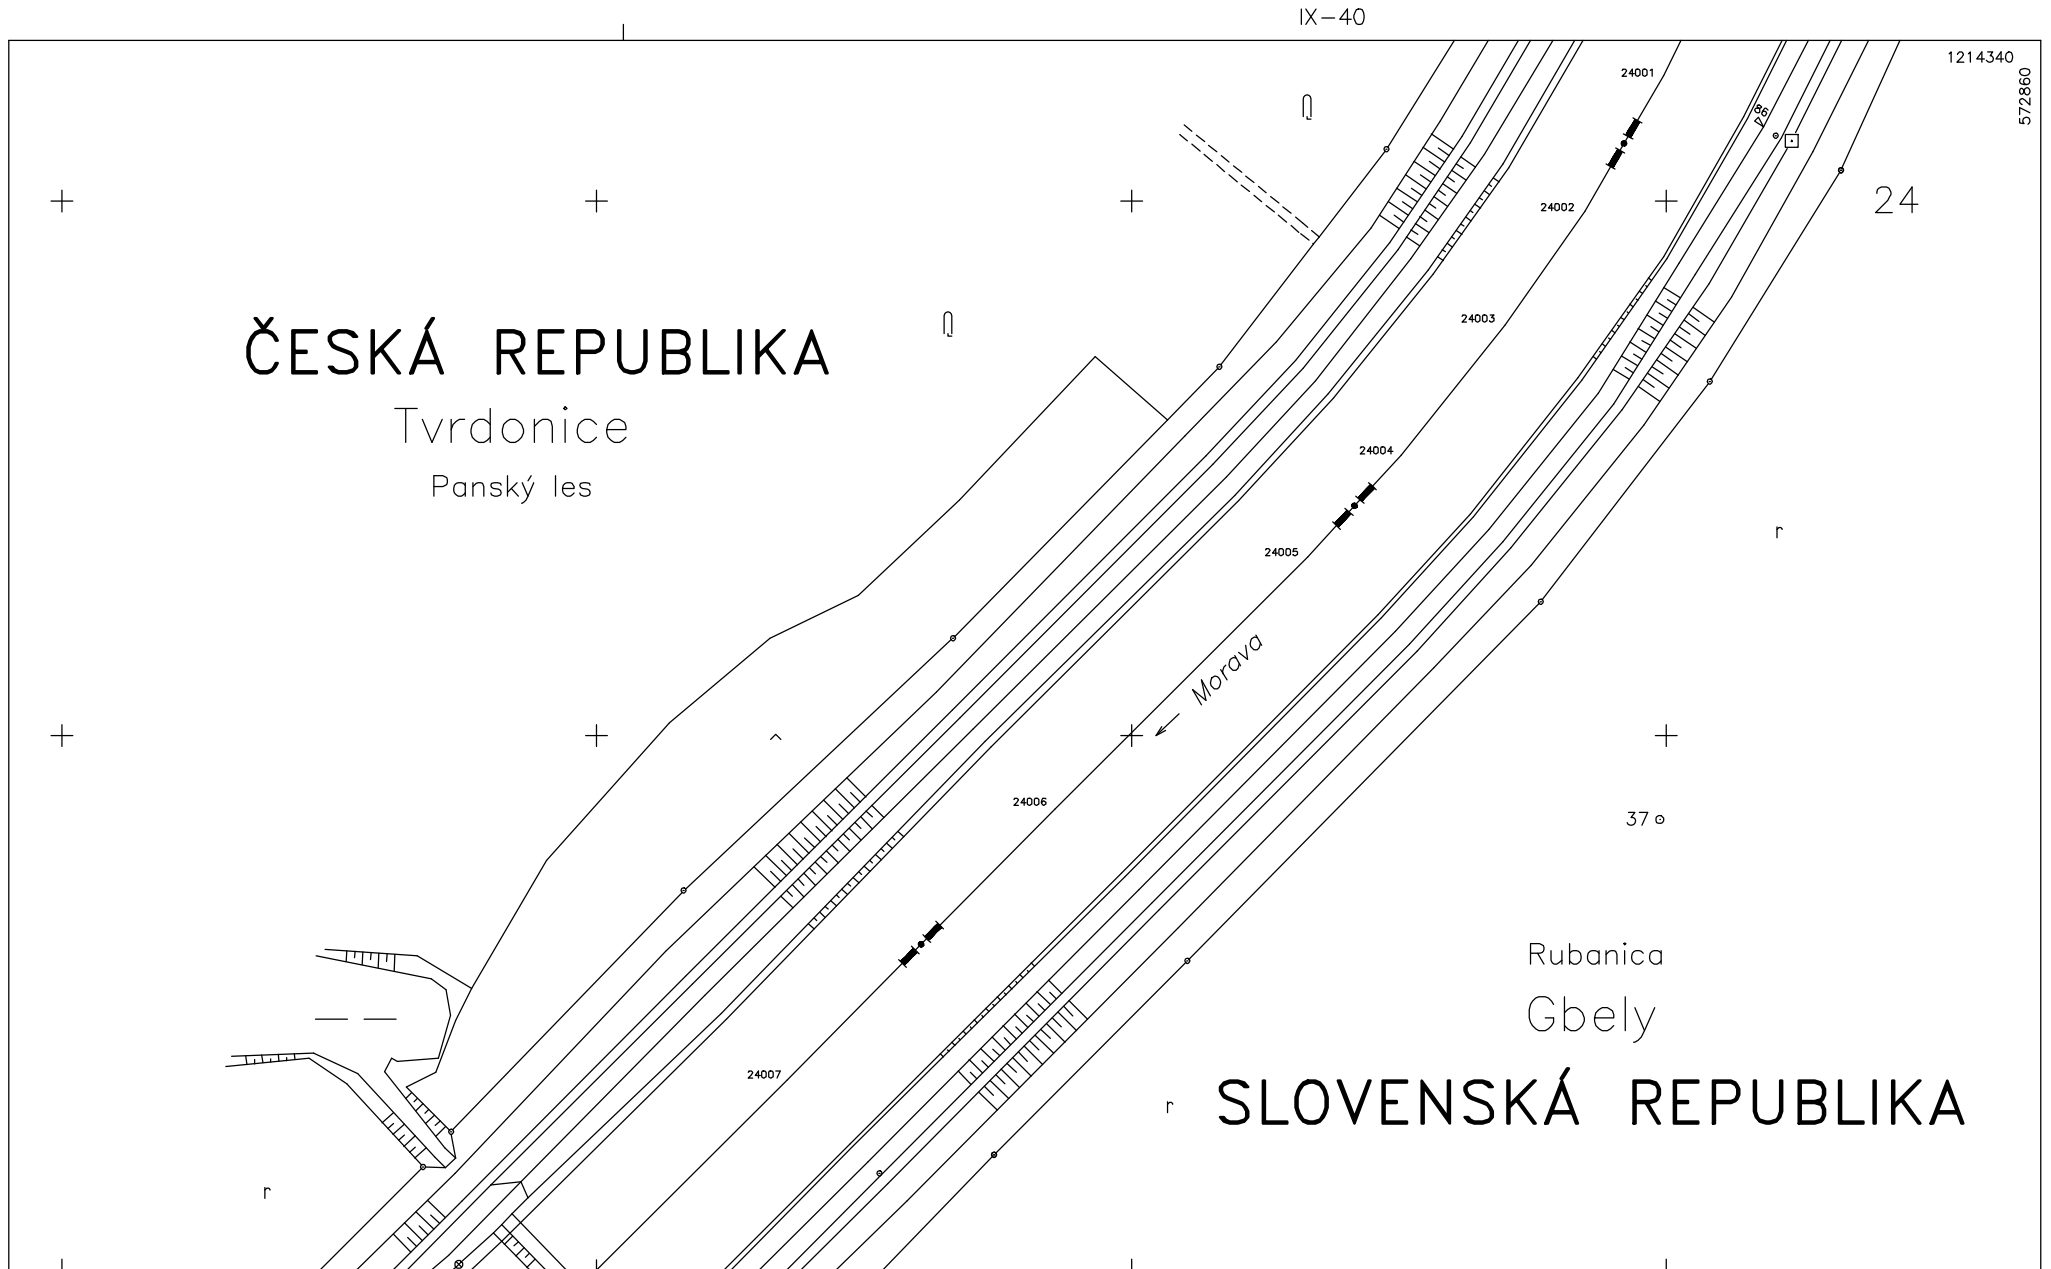 IX-40
1214340
572860
24001
86
24
24002
24003
ČESKÁ REPUBLIKA
Tvrdonice
Panský les
24004
24005
r
Morava
24006
37
Rubanica
Gbely
24007
r
SLOVENSKÁ REPUBLIKA
r